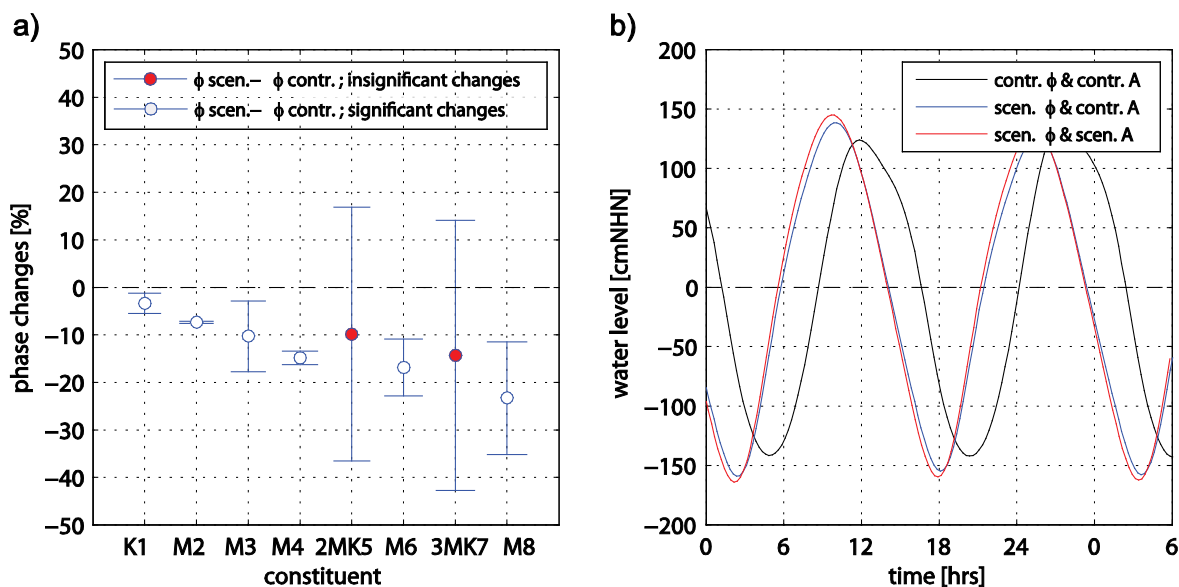 a)
50
40
30
20
10
0
−10
−20
−30
−40
−50
phase changes [%]
ϕ scen.− ϕ contr. ; insignificant changes
ϕ scen.− ϕ contr. ; significant changes
K1 M2 M3 M4 2MK5 M6 3MK7 M8
constituent
b)
200
150
100
50
0
−50
−100
−150
−200
water level [cmNHN]
contr. ϕ & contr. A
scen. ϕ & contr. A
scen. ϕ & scen. A
0 6 12 18 24 0 6
time [hrs]